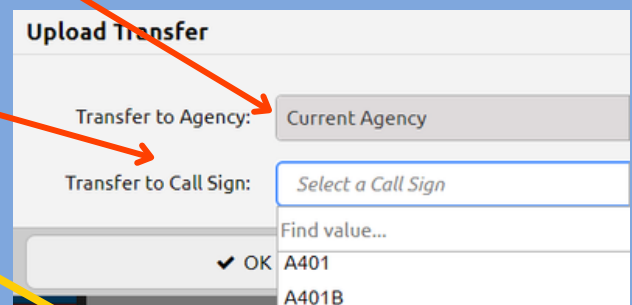 Upload Transfer
Transfer to Agency: Current Agency
Transfer to Call Sign: Select a Call Sign
Find value...
✔ OK A401
A401B